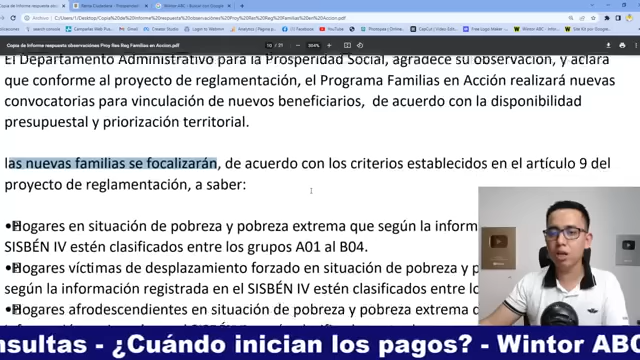 Copia de Informe respuesta observaciones Proy Res Reg Familias en Accion.pdf
El Departamento Administrativo para la Prosperidad Social, agradece su observación, y aclara
que conforme al proyecto de reglamentación, el Programa Familias en Acción realizará nuevas
convocatorias para vinculación de nuevos beneficiarios, de acuerdo con la disponibilidad
presupuestal y priorización territorial.
las nuevas familias se focalizarán, de acuerdo con los criterios establecidos en el artículo 9 del
proyecto de reglamentación, a saber:
•Hogares en situación de pobreza y pobreza extrema que según la inform
SISBÉN IV estén clasificados entre los grupos A01 al B04.
•Hogares víctimas de desplazamiento forzado en situación de pobreza y p
según la información registrada en el SISBÉN IV estén clasificados entre lo
•Hogares afrodescendientes en situación de pobreza y pobreza extrema q
nsultas - ¿Cuándo inician los pagos? - Wintor ABC